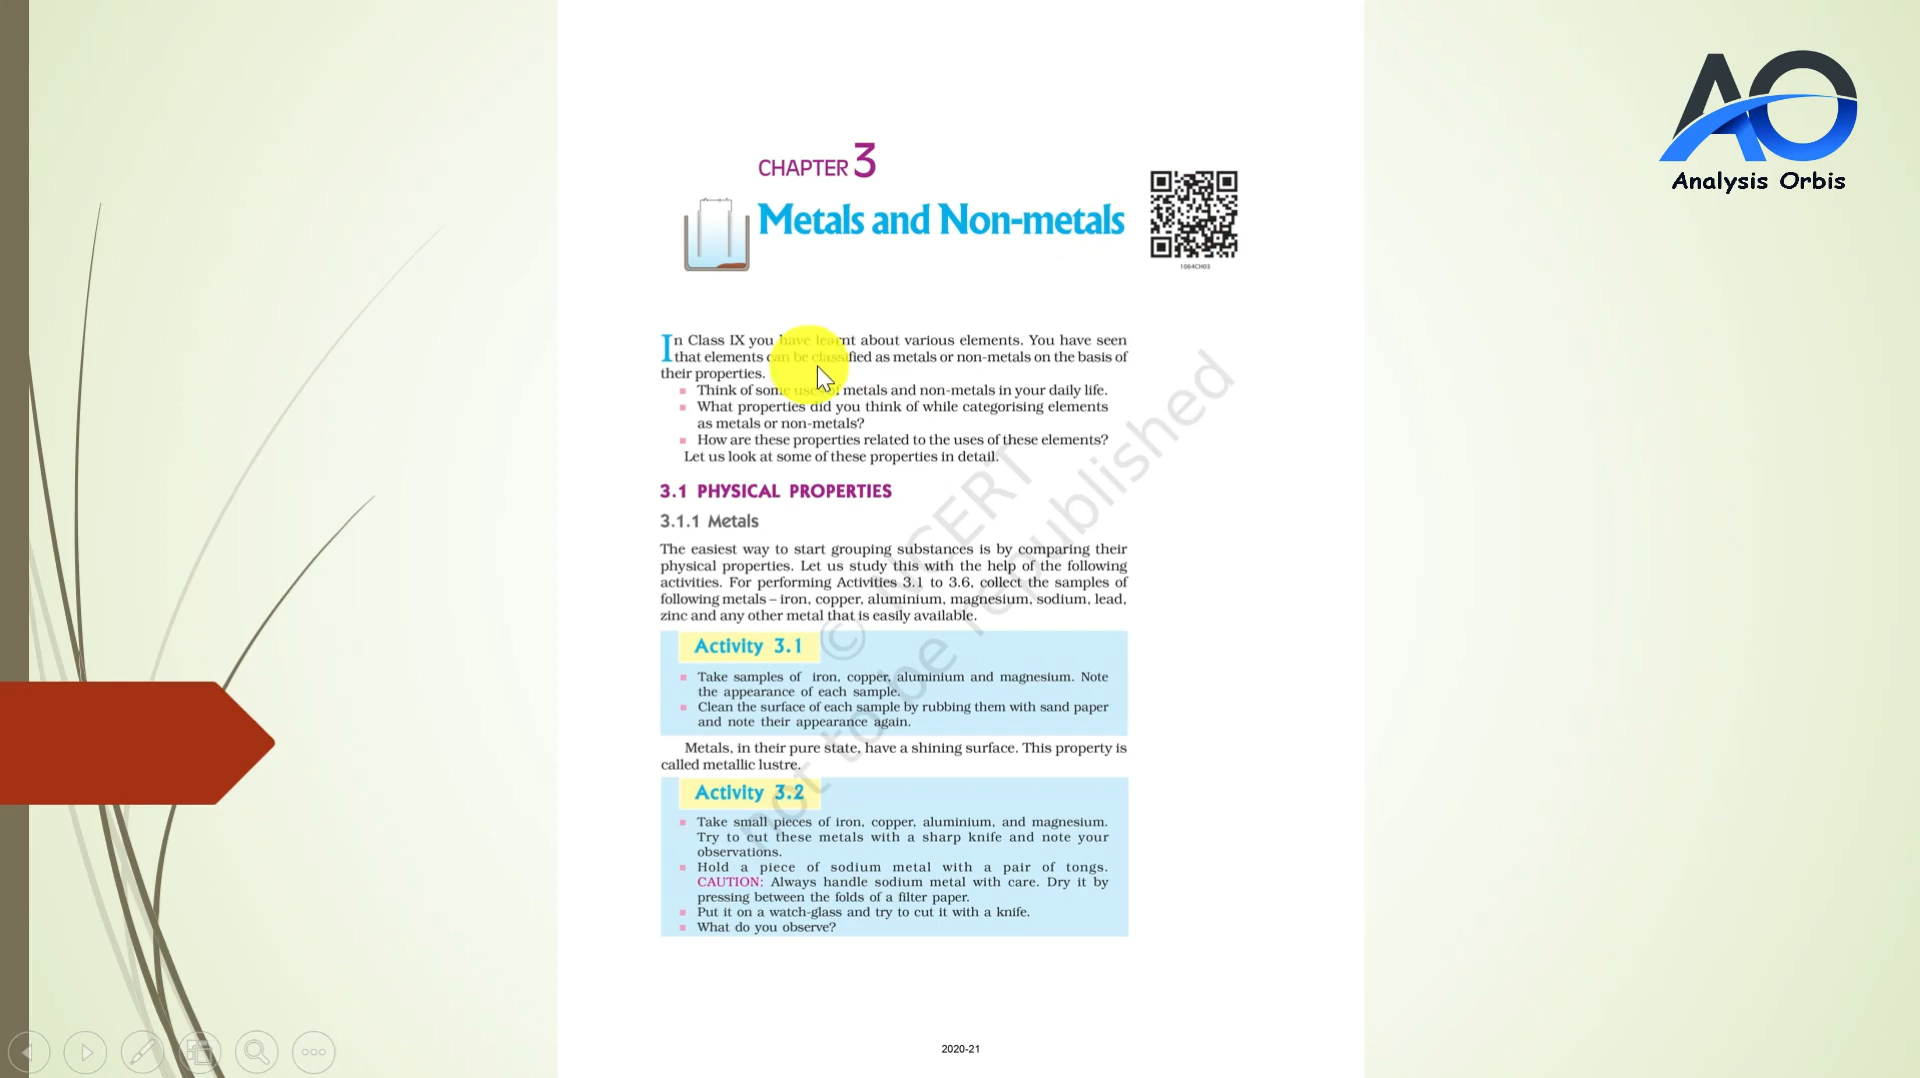 AO
Analysis Orbis
CHAPTER 3
Metals and Non-metals
1064CH03
In Class IX you have learnt about various elements. You have seen
that elements can be classified as metals or non-metals on the basis of
their properties.
Think of some uses of metals and non-metals in your daily life.
What properties did you think of while categorising elements
as metals or non-metals?
How are these properties related to the uses of these elements?
Let us look at some of these properties in detail.
3.1 PHYSICAL PROPERTIES
3.1.1 Metals
The easiest way to start grouping substances is by comparing their
physical properties. Let us study this with the help of the following
activities. For performing Activities 3.1 to 3.6, collect the samples of
following metals – iron, copper, aluminium, magnesium, sodium, lead,
zinc and any other metal that is easily available.
Activity 3.1
Take samples of iron, copper, aluminium and magnesium. Note
the appearance of each sample.
Clean the surface of each sample by rubbing them with sand paper
and note their appearance again.
Metals, in their pure state, have a shining surface. This property is
called metallic lustre.
Activity 3.2
Take small pieces of iron, copper, aluminium, and magnesium.
Try to cut these metals with a sharp knife and note your
observations.
Hold a piece of sodium metal with a pair of tongs.
CAUTION: Always handle sodium metal with care. Dry it by
pressing between the folds of a filter paper.
Put it on a watch-glass and try to cut it with a knife.
What do you observe?
© NCERT
not to be republished
2020-21